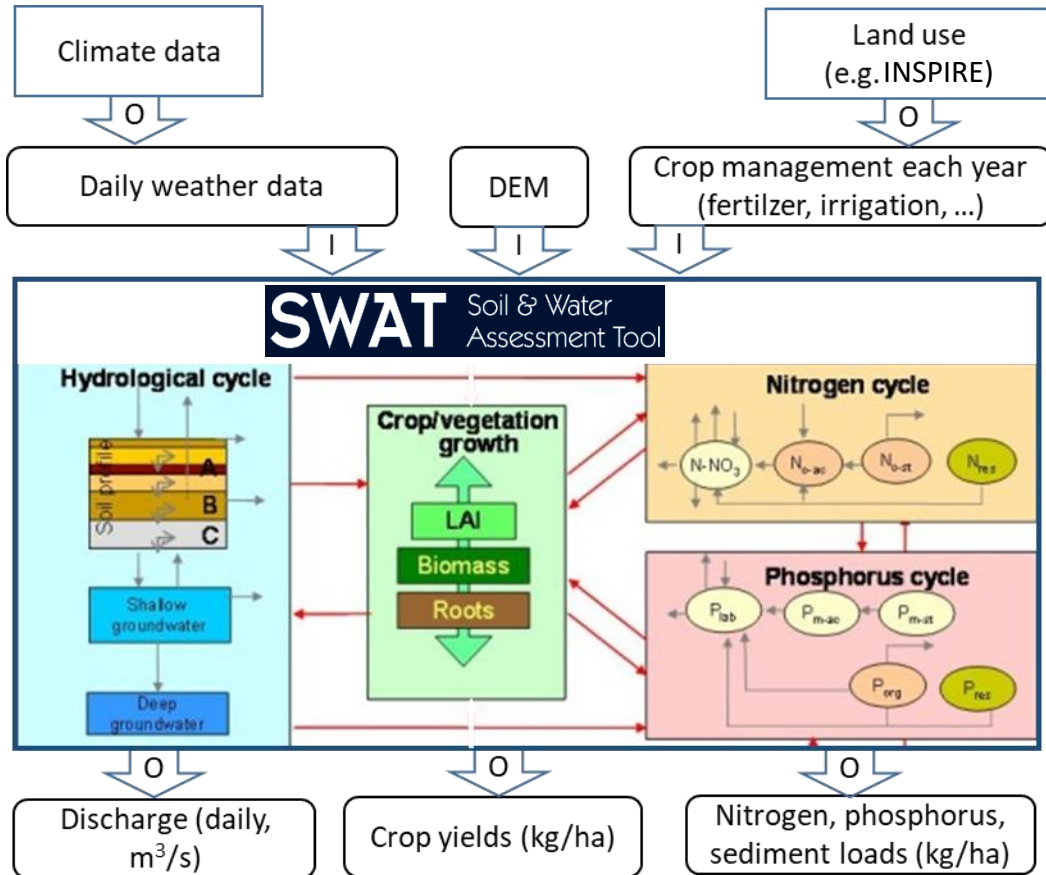 Climate data
Land use
(e.g. INSPIRE)
O
O
Daily weather data
DEM
Crop management each year
(fertilzer, irrigation, ...)
I
I
I
SWAT
Soil & Water
Assessment Tool
Hydrological cycle
Soil profile
A
B
C
Shallow
groundwater
Deep
groundwater
Crop/vegetation
growth
LAI
Biomass
Roots
Nitrogen cycle
N-NO₃
No-ac
No-st
Nres
Phosphorus cycle
Plab
Pm-ac
Pm-st
Porg
Pres
O
O
O
Discharge (daily,
m³/s)
Crop yields (kg/ha)
Nitrogen, phosphorus,
sediment loads (kg/ha)